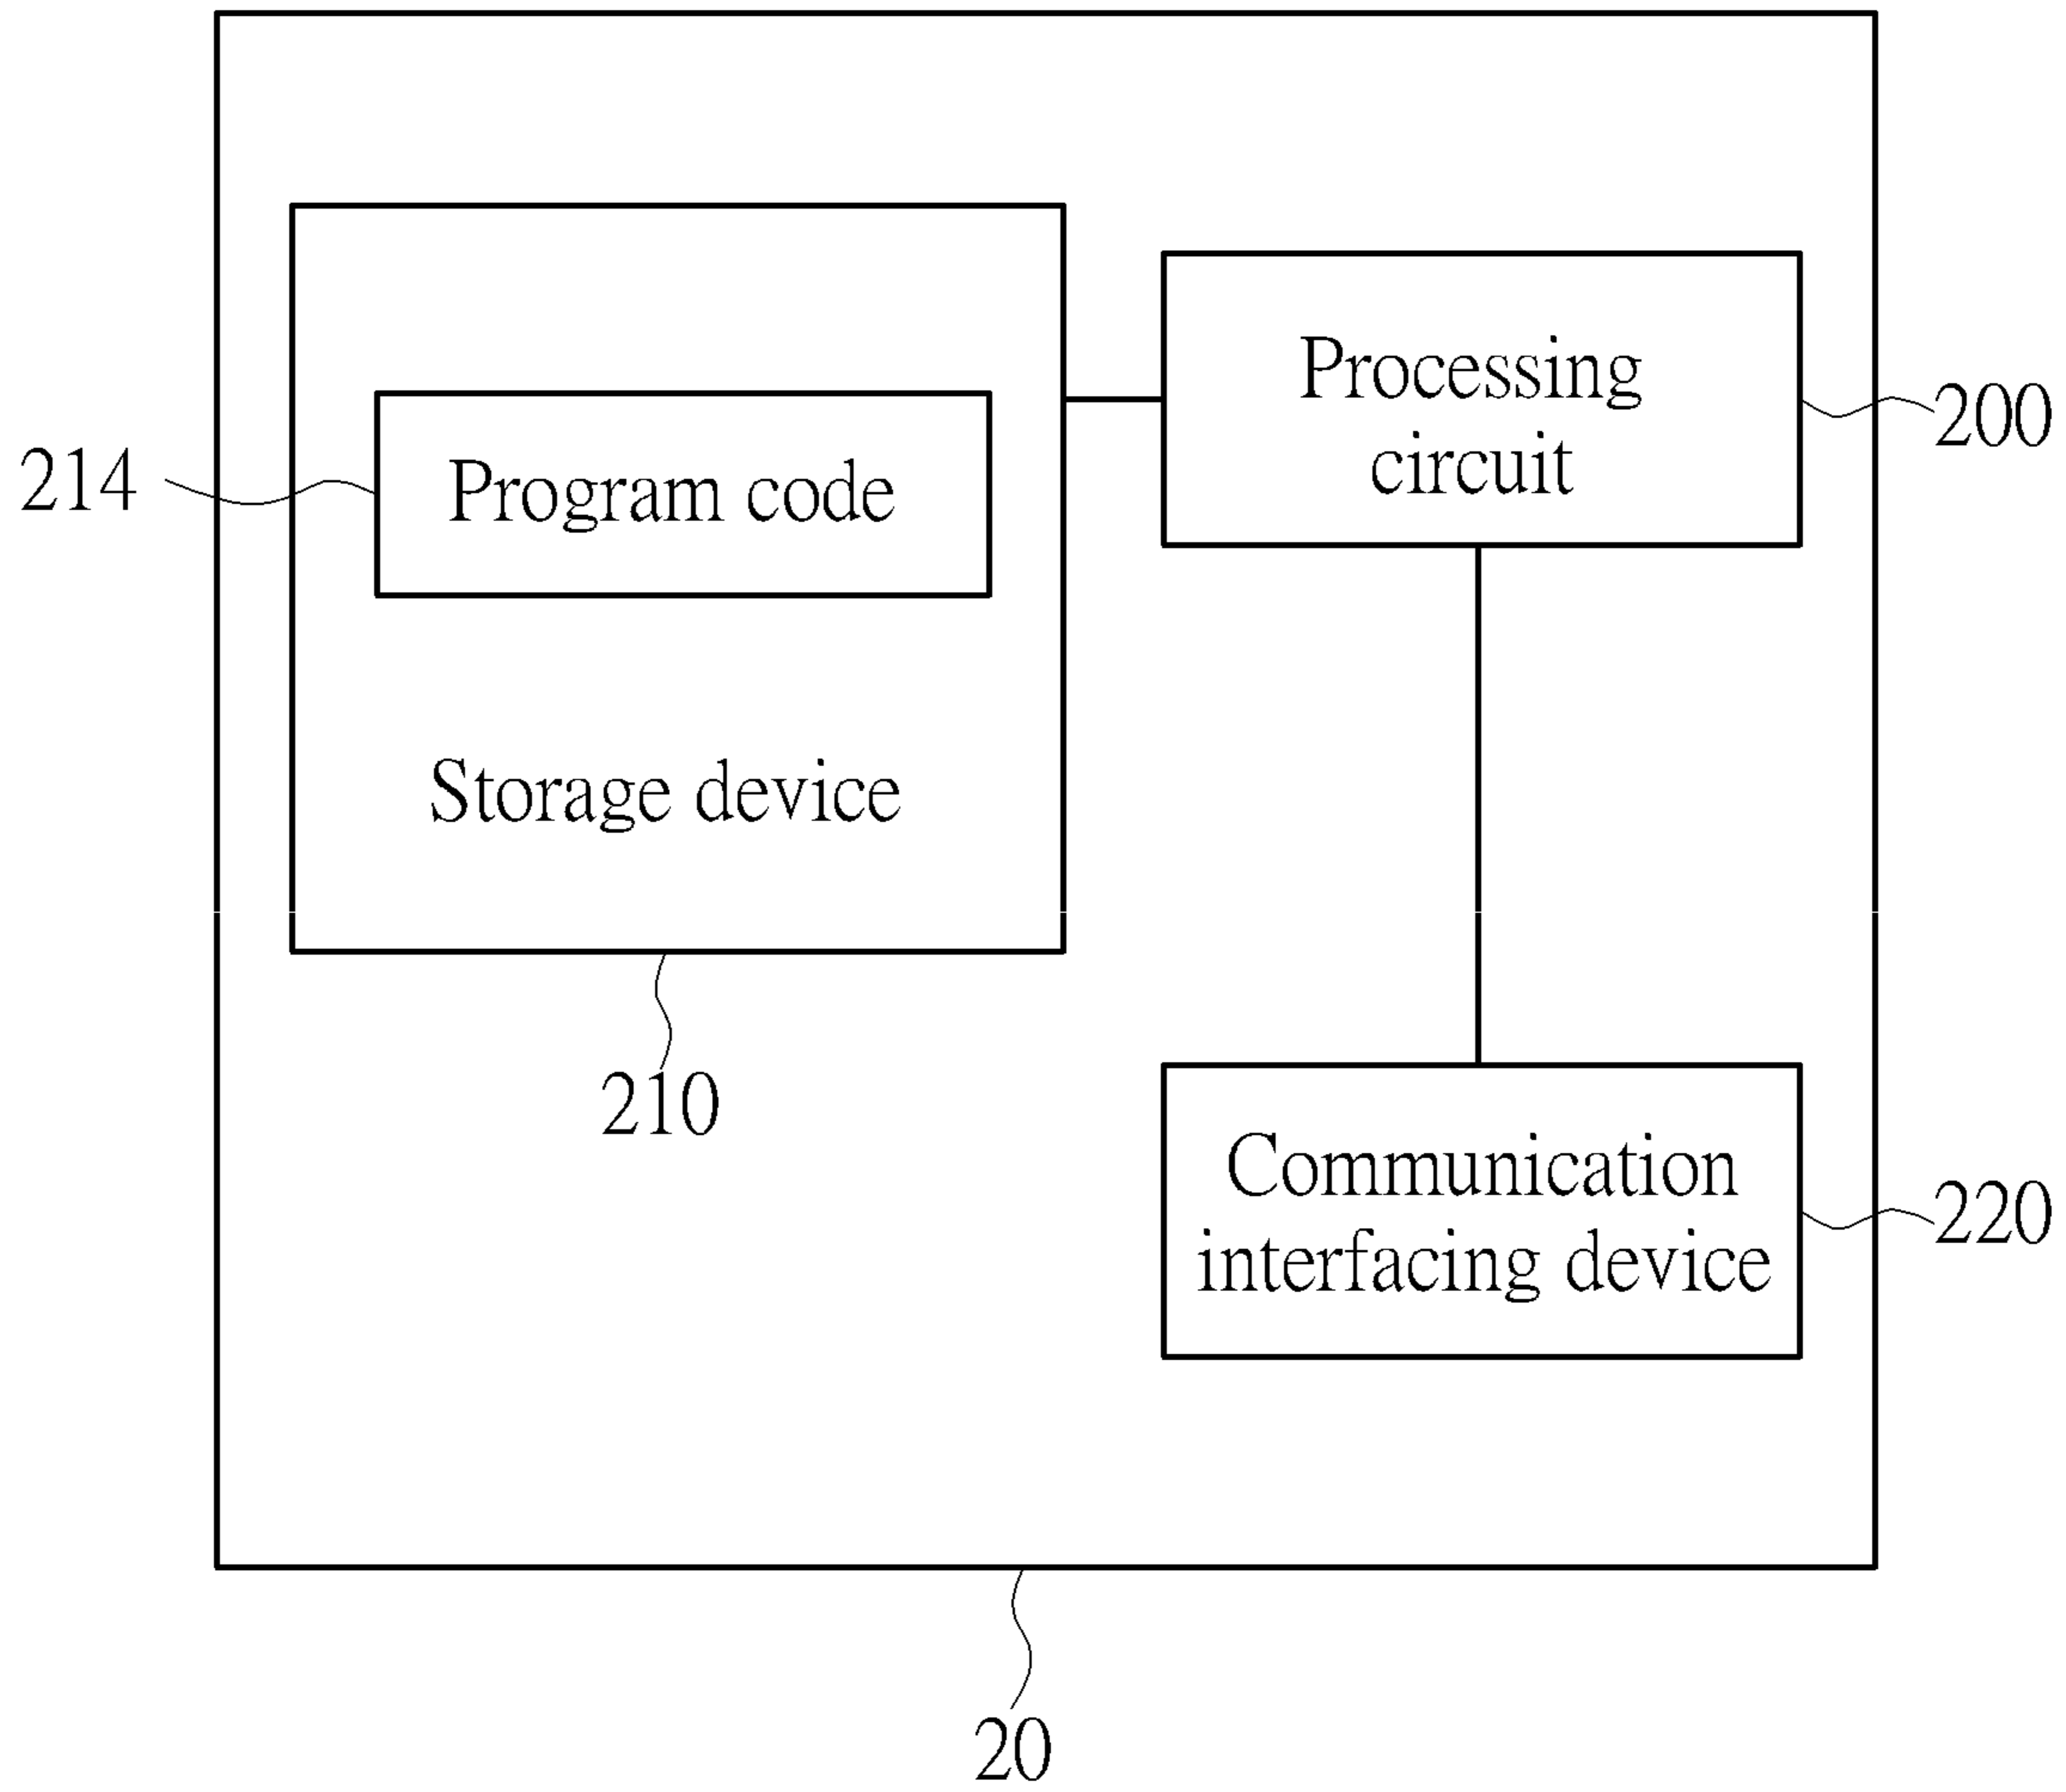 Processing
circuit
200
214
Program code
Storage device
210
Communication
interfacing device
220
20